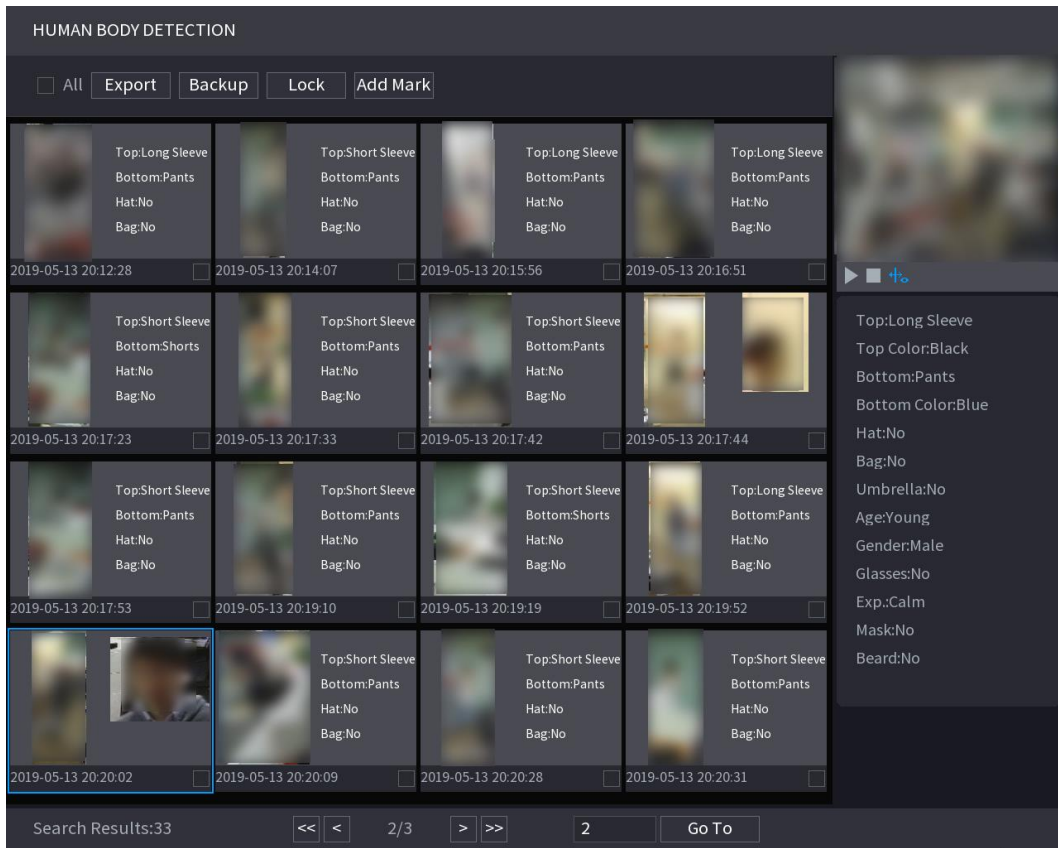 HUMAN BODY DETECTION
All Export Backup Lock Add Mark
Top:Long Sleeve
Bottom:Pants
Hat:No
Bag:No
2019-05-13 20:12:28
Top:Short Sleeve
Bottom:Pants
Hat:No
Bag:No
2019-05-13 20:14:07
Top:Long Sleeve
Bottom:Pants
Hat:No
Bag:No
2019-05-13 20:15:56
Top:Long Sleeve
Bottom:Pants
Hat:No
Bag:No
2019-05-13 20:16:51
Top:Short Sleeve
Bottom:Shorts
Hat:No
Bag:No
2019-05-13 20:17:23
Top:Short Sleeve
Bottom:Pants
Hat:No
Bag:No
2019-05-13 20:17:33
Top:Short Sleeve
Bottom:Pants
Hat:No
Bag:No
2019-05-13 20:17:42
2019-05-13 20:17:44
Top:Short Sleeve
Bottom:Pants
Hat:No
Bag:No
2019-05-13 20:17:53
Top:Short Sleeve
Bottom:Pants
Hat:No
Bag:No
2019-05-13 20:19:10
Top:Short Sleeve
Bottom:Shorts
Hat:No
Bag:No
2019-05-13 20:19:19
Top:Long Sleeve
Bottom:Pants
Hat:No
Bag:No
2019-05-13 20:19:52
2019-05-13 20:20:02
Top:Short Sleeve
Bottom:Pants
Hat:No
Bag:No
2019-05-13 20:20:09
Top:Short Sleeve
Bottom:Pants
Hat:No
Bag:No
2019-05-13 20:20:28
Top:Short Sleeve
Bottom:Pants
Hat:No
Bag:No
2019-05-13 20:20:31
Top:Long Sleeve
Top Color:Black
Bottom:Pants
Bottom Color:Blue
Hat:No
Bag:No
Umbrella:No
Age:Young
Gender:Male
Glasses:No
Exp.:Calm
Mask:No
Beard:No
Search Results:33 << < 2/3 > >> 2 Go To